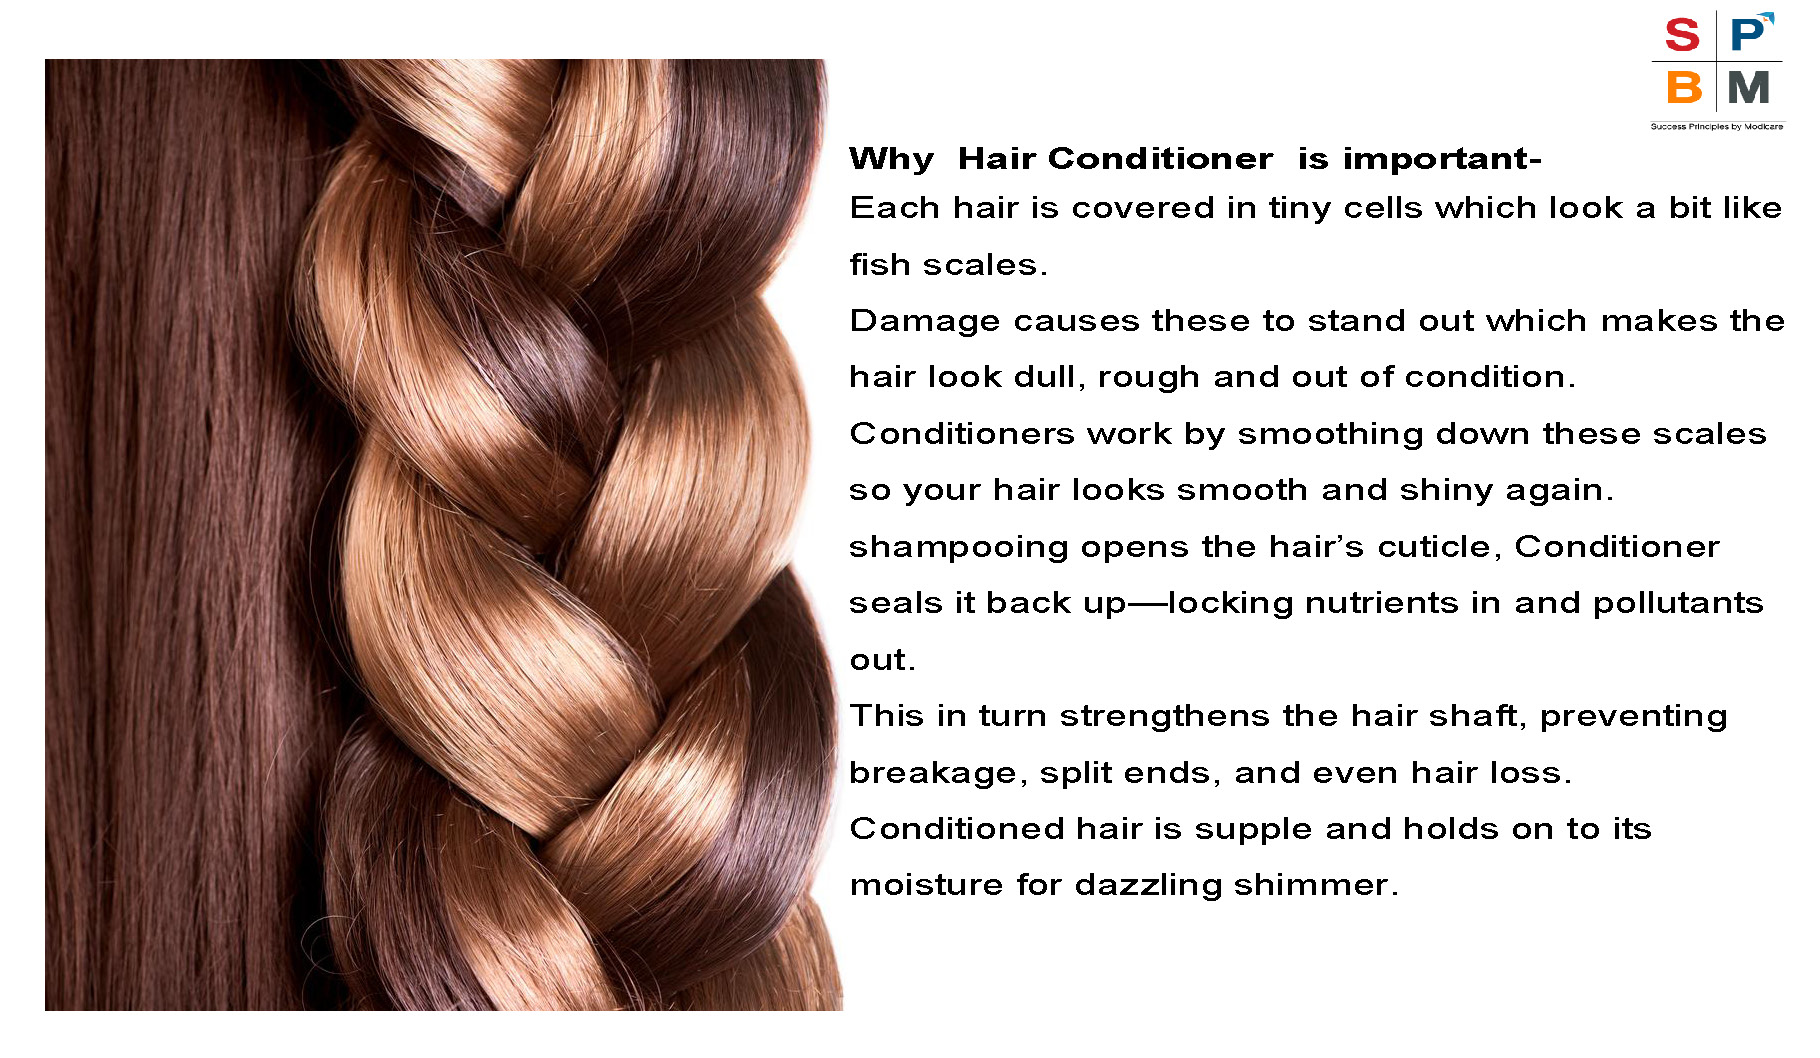 S P
B M
Success Principles by Modicare
Why Hair Conditioner is important-
Each hair is covered in tiny cells which look a bit like
fish scales.
Damage causes these to stand out which makes the
hair look dull, rough and out of condition.
Conditioners work by smoothing down these scales
so your hair looks smooth and shiny again.
shampooing opens the hair’s cuticle, Conditioner
seals it back up—locking nutrients in and pollutants
out.
This in turn strengthens the hair shaft, preventing
breakage, split ends, and even hair loss.
Conditioned hair is supple and holds on to its
moisture for dazzling shimmer.